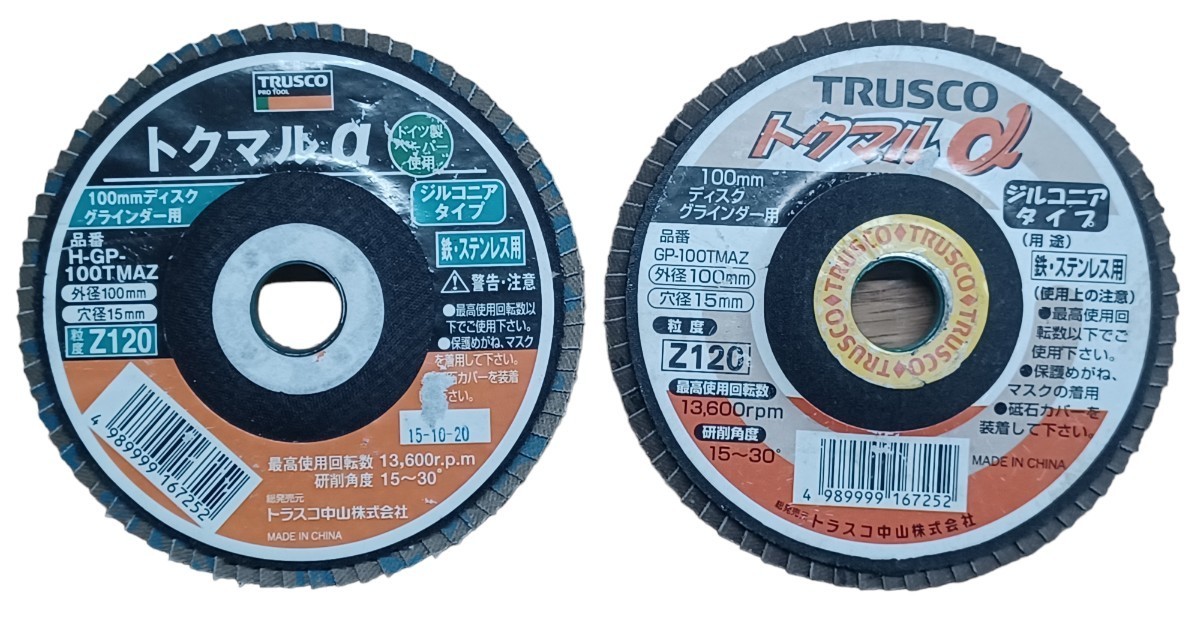 TRUSCO
PRO TOOL
トクマルα
ドイツ製
ーパー
使用
100mmディスク
グラインダー用
ジルコニア
タイプ
品番
H-GP-
100TMAZ
鉄・ステンレス用
外径100mm
穴径15mm
粒度 Z120
警告・注意
●最高使用回転数以
下でご使用下さい。
●保護めがね、マスク
を着用して下さい。
砥石カバーを装着
さい。
15-10-20
4 989999 167252
最高使用回転数 13,600r.p.m
研削角度 15～30°
総発売元
トラスコ中山株式会社
MADE IN CHINA
TRUSCO
トクマルα
100mm
ディスク
グラインダー用
ジルコニア
タイプ
品番
GP-100TMAZ
外径100mm
穴径15mm
粒度
Z120
最高使用回転数
13,600rpm
研削角度
15～30°
TRUSCO◆TRUSCO◆TRUSCO◆TRUSCO◆
(用途)
鉄・ステンレス用
(使用上の注意)
●最高使用回
転数以下でご
使用下さい。
●保護めがね、
マスクの着用
●砥石カバーを
装着して下さい。
MADE IN CHINA
4 989999 167252
総発売元 トラスコ中山株式会社